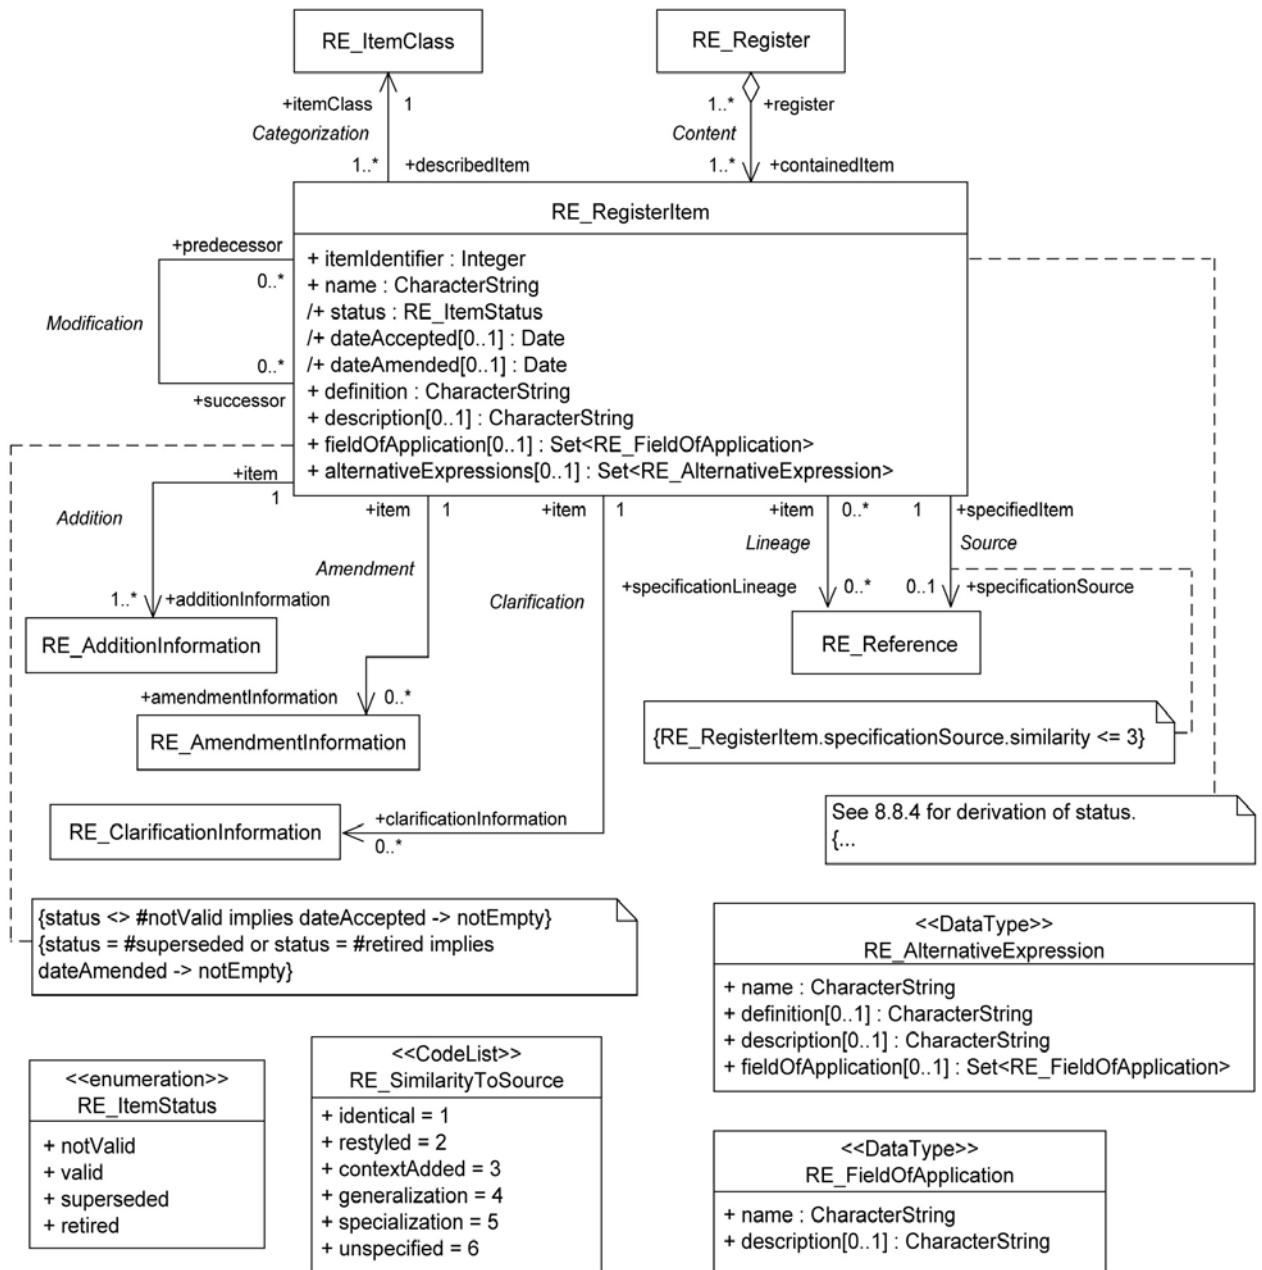 RE_ItemClass
RE_Register
+itemClass
1
Categorization
1..*
+describedItem
1..*
+register
Content
1..*
+containedItem
RE_RegisterItem
+ itemIdentifier : Integer
+ name : CharacterString
/+ status : RE_ItemStatus
/+ dateAccepted[0..1] : Date
/+ dateAmended[0..1] : Date
+ definition : CharacterString
+ description[0..1] : CharacterString
+ fieldOfApplication[0..1] : Set<RE_FieldOfApplication>
+ alternativeExpressions[0..1] : Set<RE_AlternativeExpression>
+predecessor
0..*
Modification
0..*
+successor
+item
1
Addition
1..*
+additionInformation
RE_AdditionInformation
+item
1
Amendment
+amendmentInformation
0..*
RE_AmendmentInformation
+item
1
Clarification
+clarificationInformation
0..*
RE_ClarificationInformation
+item
0..*
Lineage
+specificationLineage
0..*
1
+specifiedItem
Source
0..1
+specificationSource
RE_Reference
{RE_RegisterItem.specificationSource.similarity <= 3}
See 8.8.4 for derivation of status.
{...
{status <> #notValid implies dateAccepted -> notEmpty}
{status = #superseded or status = #retired implies
dateAmended -> notEmpty}
<<DataType>>
RE_AlternativeExpression
+ name : CharacterString
+ definition[0..1] : CharacterString
+ description[0..1] : CharacterString
+ fieldOfApplication[0..1] : Set<RE_FieldOfApplication>
<<enumeration>>
RE_ItemStatus
+ notValid
+ valid
+ superseded
+ retired
<<CodeList>>
RE_SimilarityToSource
+ identical = 1
+ restyled = 2
+ contextAdded = 3
+ generalization = 4
+ specialization = 5
+ unspecified = 6
<<DataType>>
RE_FieldOfApplication
+ name : CharacterString
+ description[0..1] : CharacterString